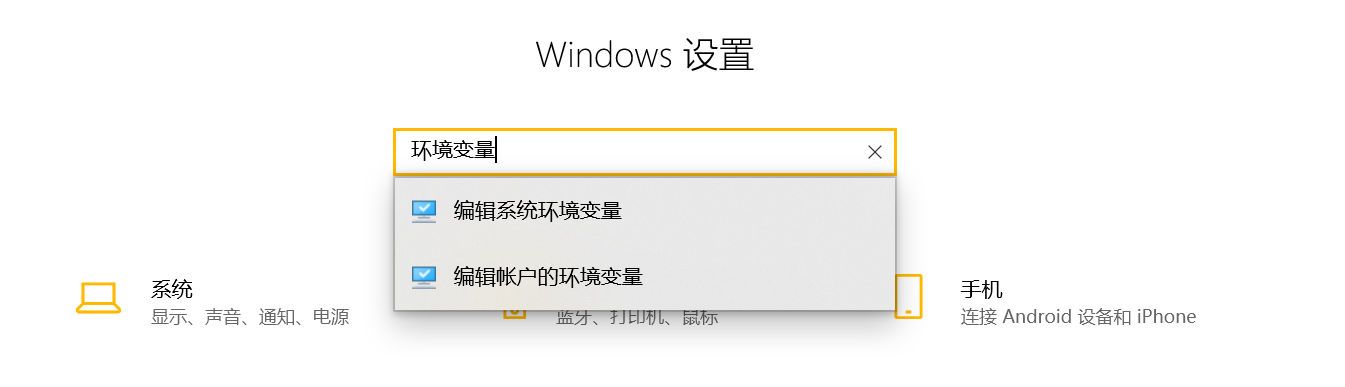 Windows 设置
环境变量
编辑系统环境变量
编辑帐户的环境变量
系统
显示、声音、通知、电源
蓝牙、打印机、鼠标
手机
连接 Android 设备和 iPhone